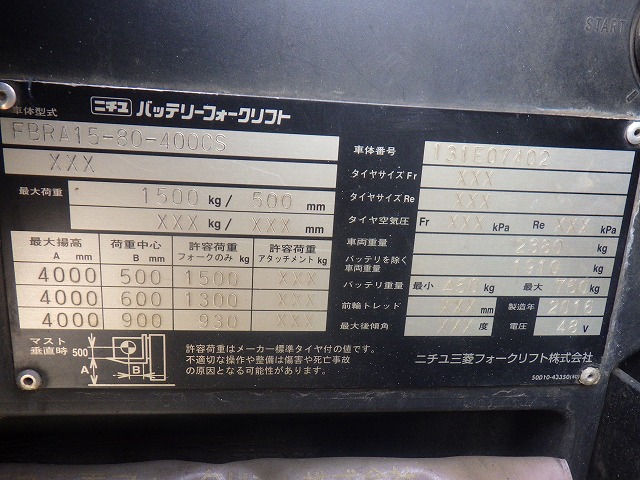 START
ニチユ バッテリーフォークリフト
車体型式
FBRA15-80-4000S
XXX
最大荷重 1500 kg / 500 mm
XXX kg / XXX mm
最大揚高 A mm 荷重中心 B mm 許容荷重 フォークのみ kg 許容荷重 アタッチメント kg
4000 500 1500 XXX
4000 600 1300 XXX
4000 900 930 XXX
マスト垂直時 500 A B
許容荷重はメーカー標準タイヤ付の値です。
不適切な操作や整備は傷害や死亡事故
の原因となる可能性があります。
車体番号 131E07402
タイヤサイズ Fr XXX
タイヤサイズ Re XXX
タイヤ空気圧 Fr XXX kPa Re XXX kPa
車両重量 kg
バッテリを除く車両重量 kg
バッテリ重量 最小 kg 最大 kg
前輪トレッド mm 製造年 2016
最大後傾角 XXX 度 電圧 48 V
ニチユ三菱フォークリフト株式会社